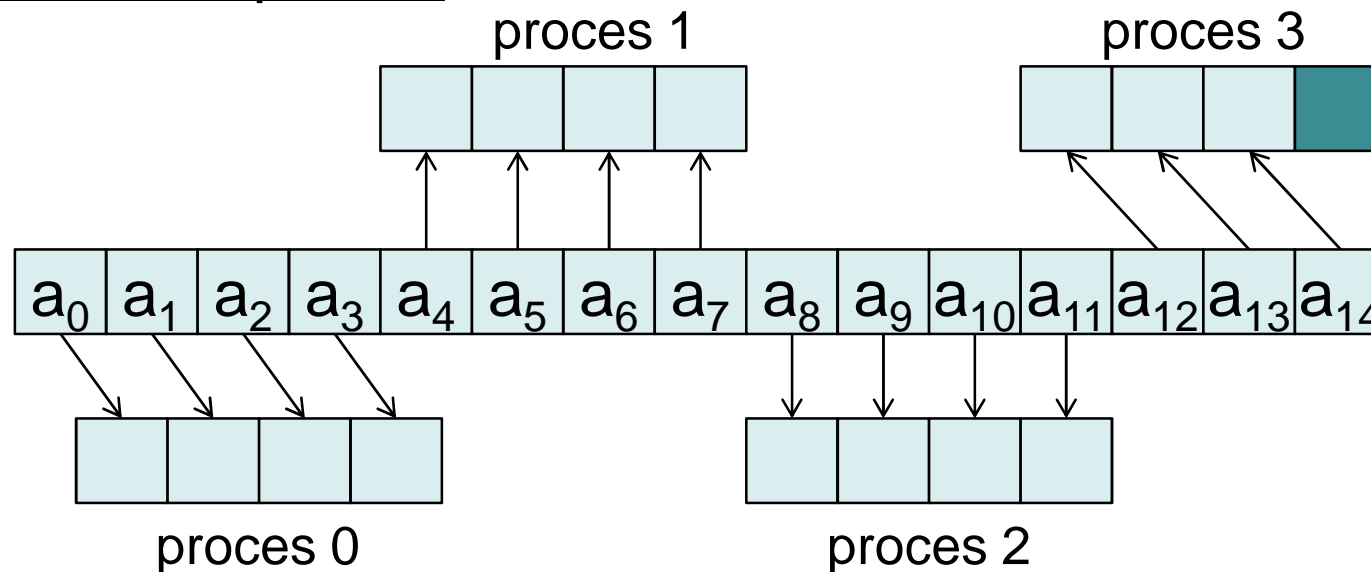 proces 1
proces 3
a0 a1 a2 a3 a4 a5 a6 a7 a8 a9 a10 a11 a12 a13 a14
proces 0
proces 2